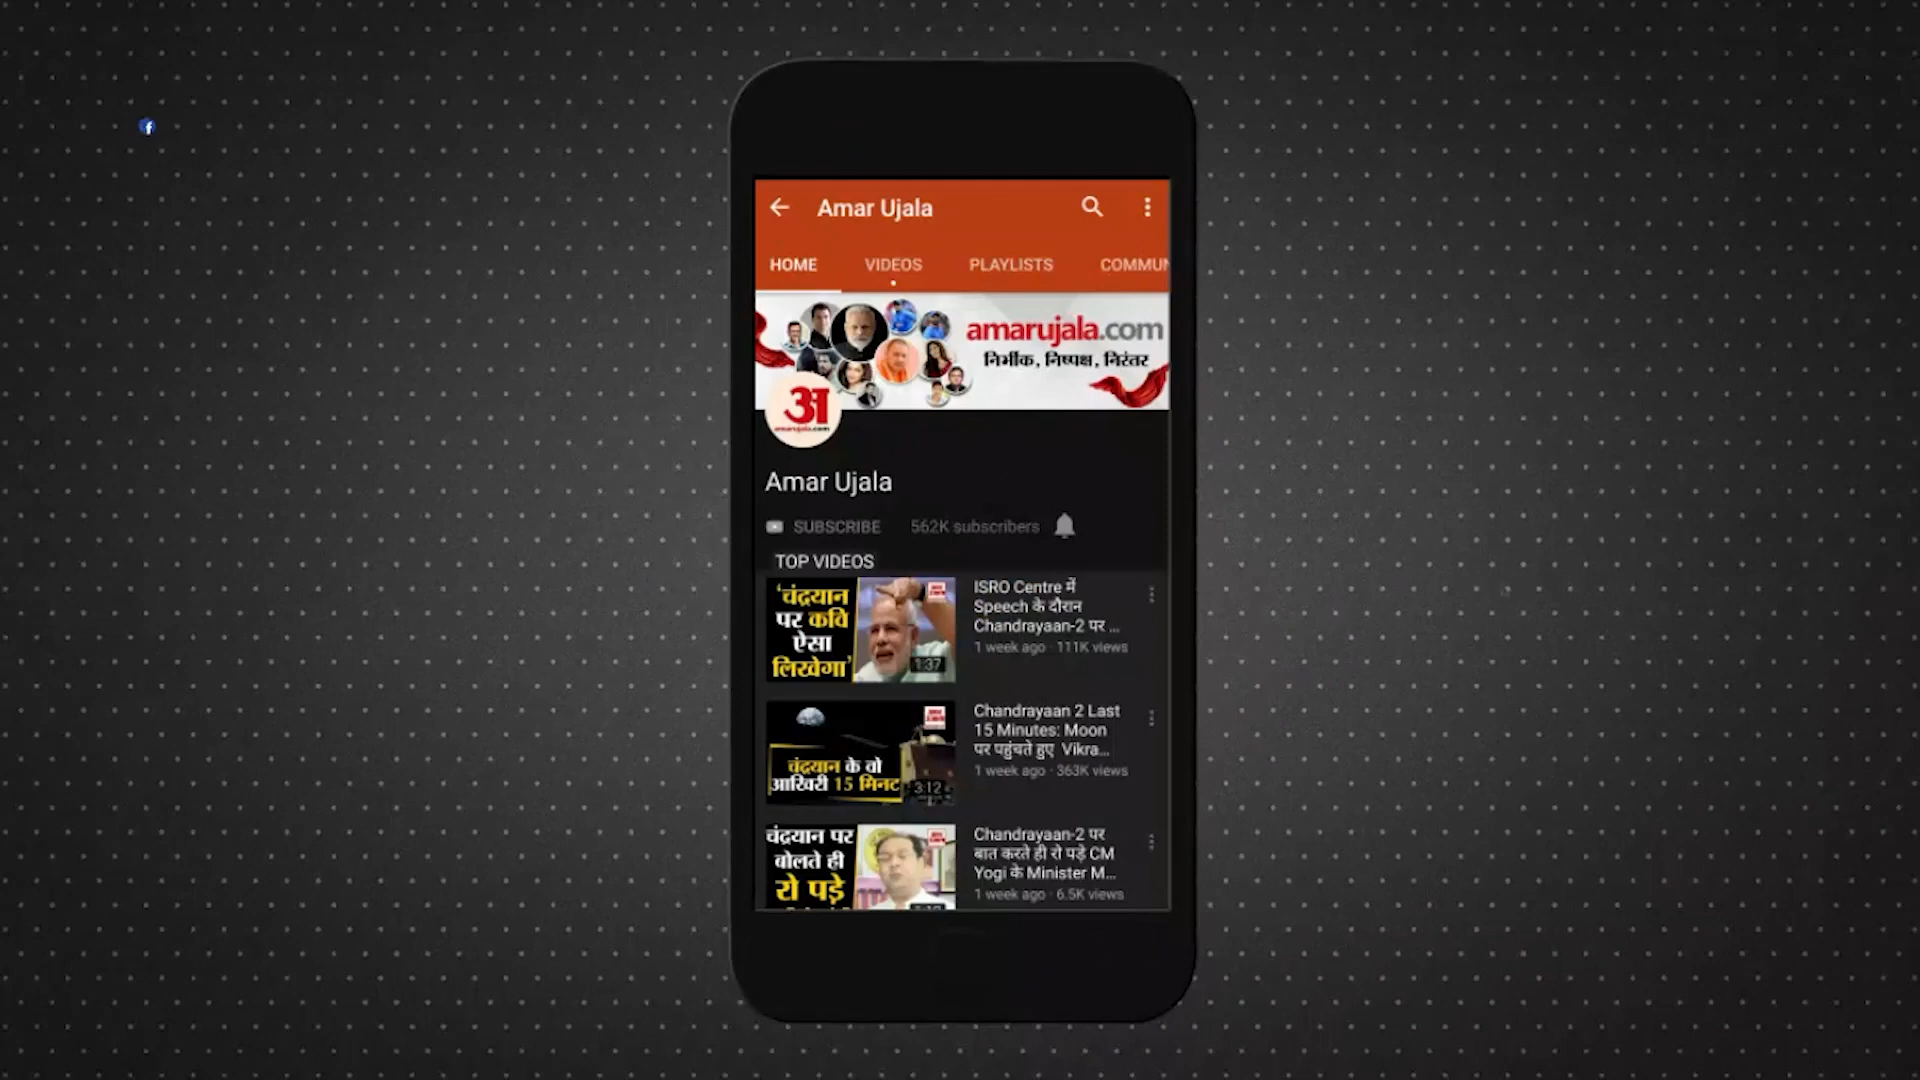 Amar Ujala
HOME VIDEOS PLAYLISTS COMMUN
amarujala.com
निर्भीक, निष्पक्ष, निरंतर
अ
amarujala.com
Amar Ujala
SUBSCRIBE 562K subscribers
TOP VIDEOS
'चंद्रयान
पर कवि
ऐसा
लिखेगा'
1:37
ISRO Centre में
Speech के दौरान
Chandrayaan-2 पर ...
1 week ago · 111K views
चंद्रयान के वो
आखिरी 15 मिनट
3:12
Chandrayaan 2 Last
15 Minutes: Moon
पर पहुंचते हुए Vikra...
1 week ago · 363K views
चंद्रयान पर
बोलते ही
रो पड़े
Chandrayaan-2 पर
बात करते ही रो पड़े CM
Yogi के Minister M...
1 week ago · 6.5K views